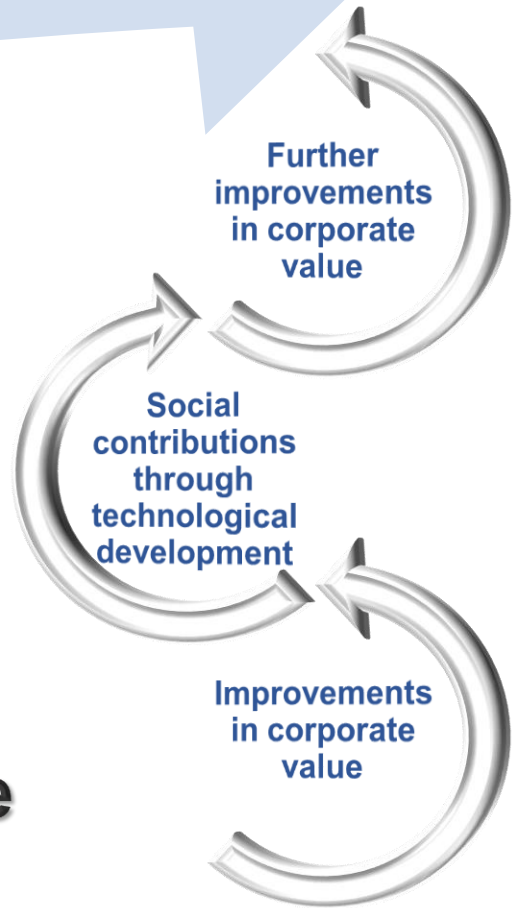 Further
improvements
in corporate
value
Social
contributions
through
technological
development
Improvements
in corporate
value
e